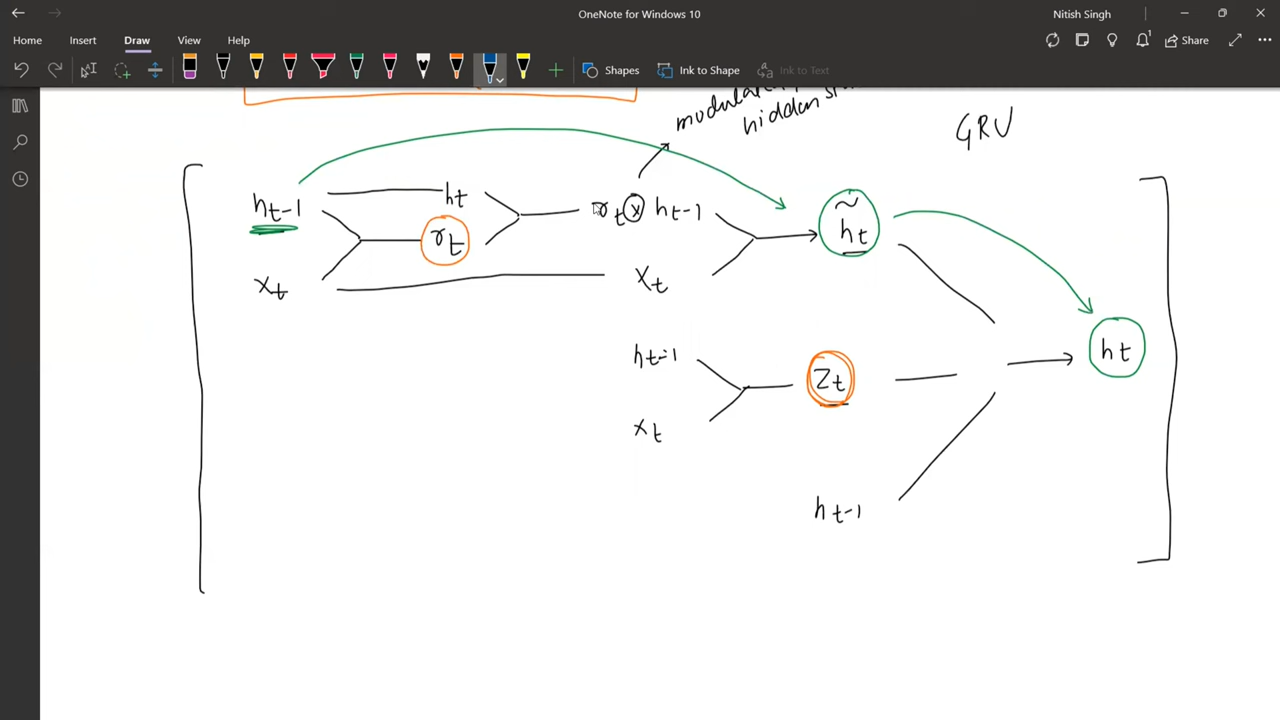 OneNote for Windows 10
Nitish Singh
Home Insert Draw View Help
Share
Shapes
Ink to Shape
Ink to Text
hidden
GRU
ht-1
ht
rt
xt
rt x ht-1
xt
h̃t
ht-1
xt
zt
ht
ht-1